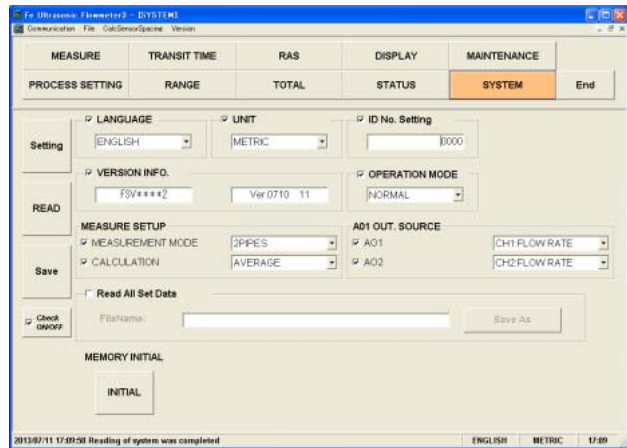 Fe Ultrasonic Flowmeter3 - [SYSTEM]
Communication File CalcSensorSpacing Version
MEASURE TRANSIT TIME RAS DISPLAY MAINTENANCE
PROCESS SETTING RANGE TOTAL STATUS SYSTEM End
LANGUAGE UNIT ID No. Setting
Setting ENGLISH METRIC 0000
VERSION INFO. OPERATION MODE
READ FSV****2 Ver.0710 11 NORMAL
MEASURE SETUP A01 OUT. SOURCE
MEASUREMENT MODE 2PIPES AO1 CH1:FLOW RATE
Save CALCULATION AVERAGE AO2 CH2:FLOW RATE
Read All Set Data
Check
ON/OFF
FileName: Save As
MEMORY INITIAL
INITIAL
2013/07/11 17:09:50 Reading of system was completed ENGLISH METRIC 17:09